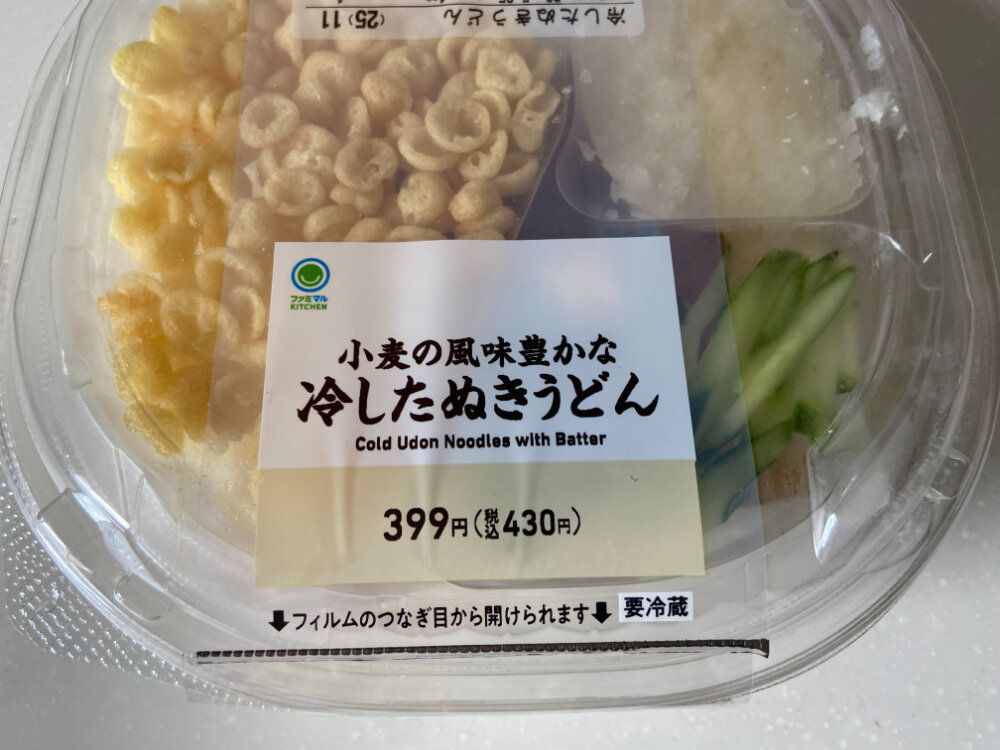 冷したぬきうどん
(25)11
ファミマル
KITCHEN
小麦の風味豊かな
冷したぬきうどん
Cold Udon Noodles with Batter
399円(税込430円)
⬇フィルムのつなぎ目から開けられます⬇ 要冷蔵